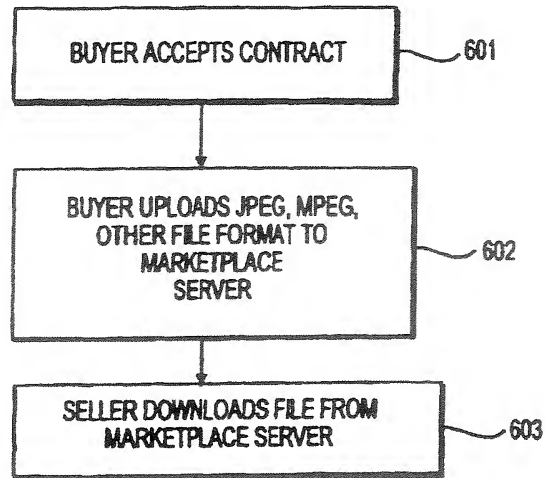 BUYER ACCEPTS CONTRACT
601
BUYER UPLOADS JPEG, MPEG,
OTHER FILE FORMAT TO
MARKETPLACE
SERVER
602
SELLER DOWNLOADS FILE FROM
MARKETPLACE SERVER
603